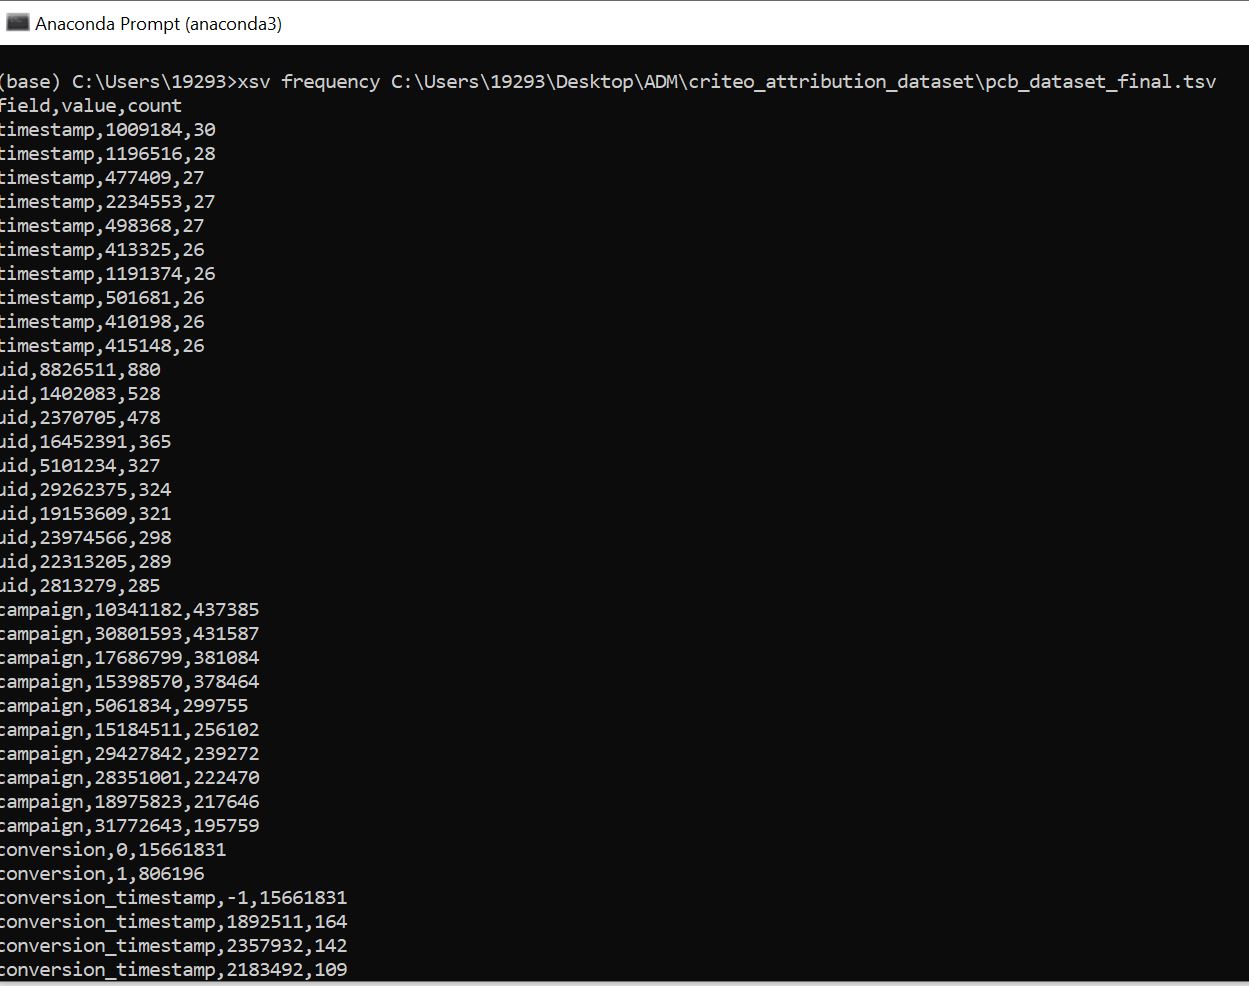 Anaconda Prompt (anaconda3)
(base) C:\Users\19293>xsv frequency C:\Users\19293\Desktop\ADM\criteo_attribution_dataset\pcb_dataset_final.tsv
field,value,count
timestamp,1009184,30
timestamp,1196516,28
timestamp,477409,27
timestamp,2234553,27
timestamp,498368,27
timestamp,413325,26
timestamp,1191374,26
timestamp,501681,26
timestamp,410198,26
timestamp,415148,26
uid,8826511,880
uid,1402083,528
uid,2370705,478
uid,16452391,365
uid,5101234,327
uid,29262375,324
uid,19153609,321
uid,23974566,298
uid,22313205,289
uid,2813279,285
campaign,10341182,437385
campaign,30801593,431587
campaign,17686799,381084
campaign,15398570,378464
campaign,5061834,299755
campaign,15184511,256102
campaign,29427842,239272
campaign,28351001,222470
campaign,18975823,217646
campaign,31772643,195759
conversion,0,15661831
conversion,1,806196
conversion_timestamp,-1,15661831
conversion_timestamp,1892511,164
conversion_timestamp,2357932,142
conversion_timestamp,2183492,109